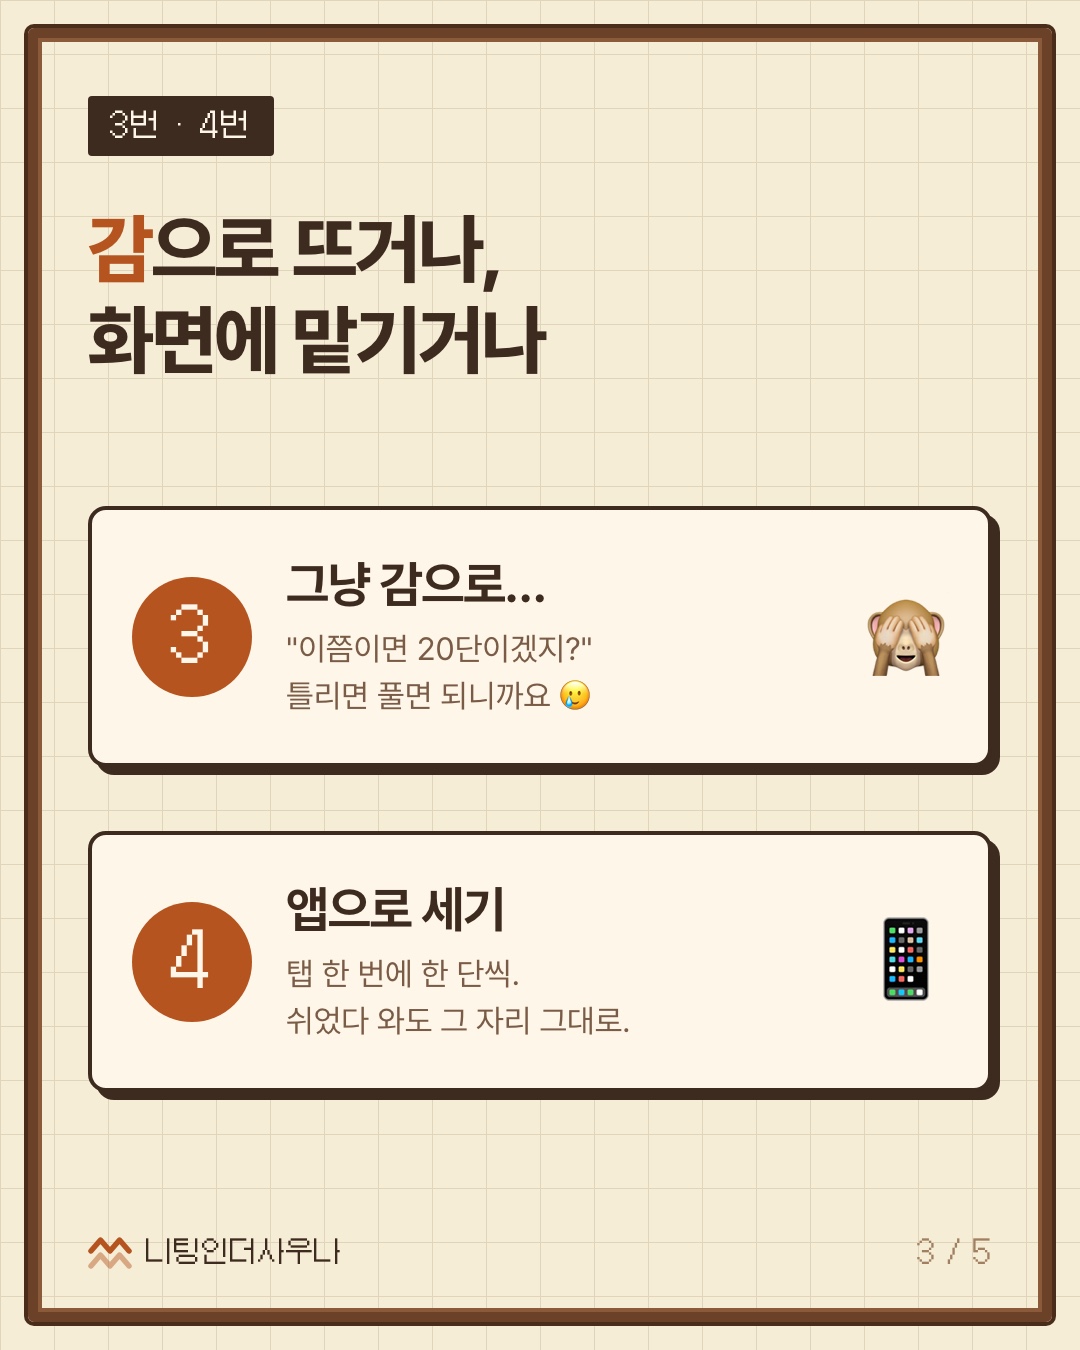 3번 · 4번
감으로 뜨거나,
화면에 맡기거나
3
그냥 감으로...
"이쯤이면 20단이겠지?"
틀리면 풀면 되니까요 🥲
4
앱으로 세기
탭 한 번에 한 단씩.
쉬었다 와도 그 자리 그대로.
니팅인더사우나
3 / 5